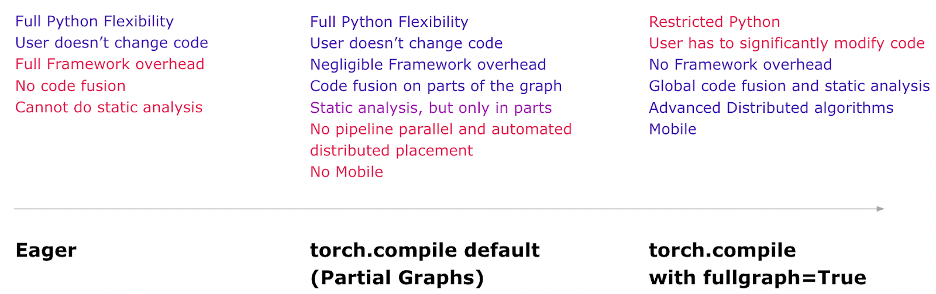 Full Python Flexibility
User doesn’t change code
Full Framework overhead
No code fusion
Cannot do static analysis
Full Python Flexibility
User doesn’t change code
Negligible Framework overhead
Code fusion on parts of the graph
Static analysis, but only in parts
No pipeline parallel and automated
distributed placement
No Mobile
Restricted Python
User has to significantly modify code
No Framework overhead
Global code fusion and static analysis
Advanced Distributed algorithms
Mobile
Eager
torch.compile default
(Partial Graphs)
torch.compile
with fullgraph=True